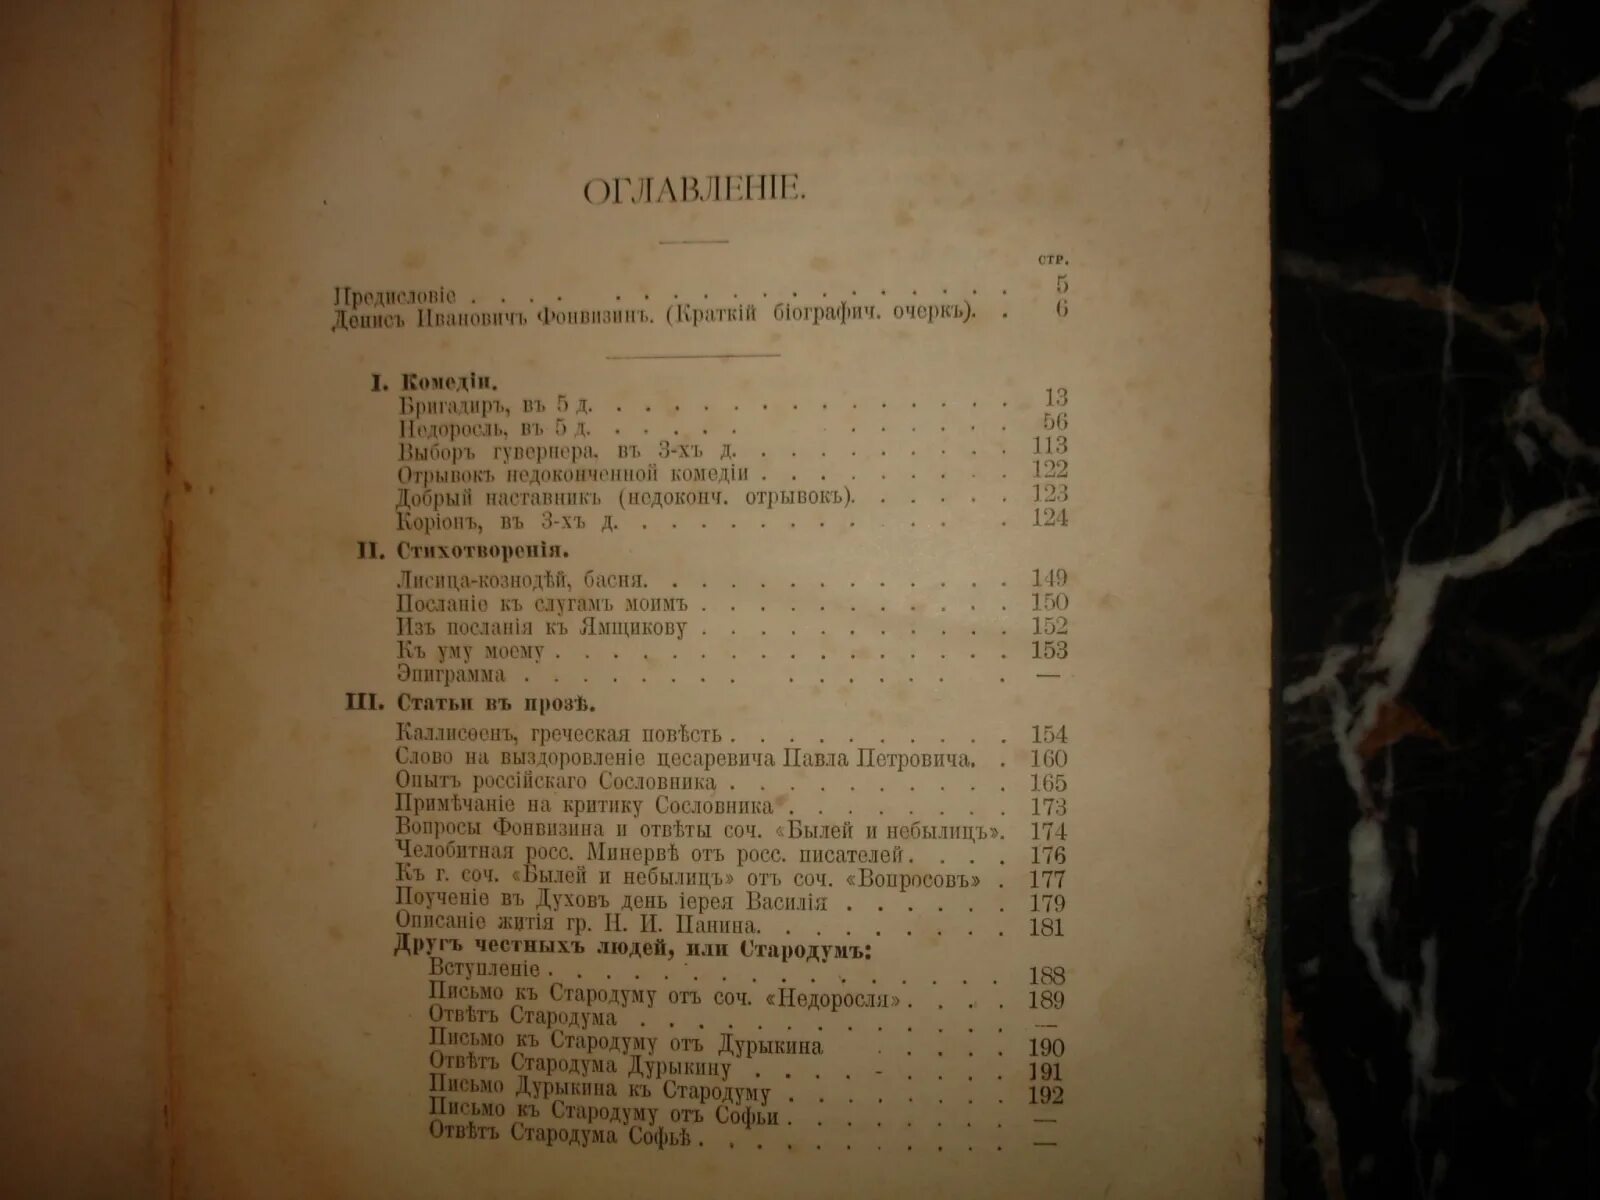 ОГЛАВЛЕНІЕ.
стр.
Предисловіе . . . . . . . . . . . . . . . . . . 5
Денисъ Ивановичъ Фонвизинъ. (Краткій біографич. очеркъ). . 6
I. Комедіи.
Бригадиръ, въ 5 д. . . . . . . . . . . . . . . . 13
Недоросль, въ 5 д. . . . . . . . . . . . . . 56
Выборъ гувернера, въ 3-хъ д. . . . . . . . . . . 113
Отрывокъ недоконченной комедіи . . . . . . . . . 122
Добрый наставникъ (недоконч. отрывокъ). . . . . . 123
Коріонъ, въ 3-хъ д. . . . . . . . . . . . . . 124
II. Стихотворенія.
Лисица-кознодѣй, басня. . . . . . . . . . . . . 149
Посланіе къ слугамъ моимъ . . . . . . . . . . . 150
Изъ посланія къ Ямщикову . . . . . . . . . . . 152
Къ уму моему . . . . . . . . . . . . . . . . 153
Эпиграмма . . . . . . . . . . . . . . . . —
III. Статьи въ прозѣ.
Каллисѳенъ, греческая повѣсть . . . . . . . . . . 154
Слово на выздоровленіе цесаревича Павла Петровича. . 160
Опытъ россійскаго Сословника . . . . . . . . . . 165
Примѣчаніе на критику Сословника . . . . . . . . 173
Вопросы Фонвизина и отвѣты соч. «Былей и небылицъ». 174
Челобитная росс. Минервѣ отъ росс. писателей . . . . 176
Къ г. соч. «Былей и небылицъ» отъ соч. «Вопросовъ» . 177
Поученіе въ Духовъ день іерея Василія . . . . . . 179
Описаніе житія гр. Н. И. Панина. . . . . . . . . 181
Другъ честныхъ людей, или Стародумъ:
Вступленіе . . . . . . . . . . . . . . . . 188
Письмо къ Стародуму отъ соч. «Недоросля» . . . . 189
Отвѣтъ Стародума . . . . . . . . . . . . . —
Письмо къ Стародуму отъ Дурыкина . . . . . 190
Отвѣтъ Стародума Дурыкину . . . . . . . . . 191
Письмо Дурыкина къ Стародуму . . . . . . . . 192
Письмо къ Стародуму отъ Софьи . . . . . . . . —
Отвѣтъ Стародума Софьѣ . . . . . . . . . . . —